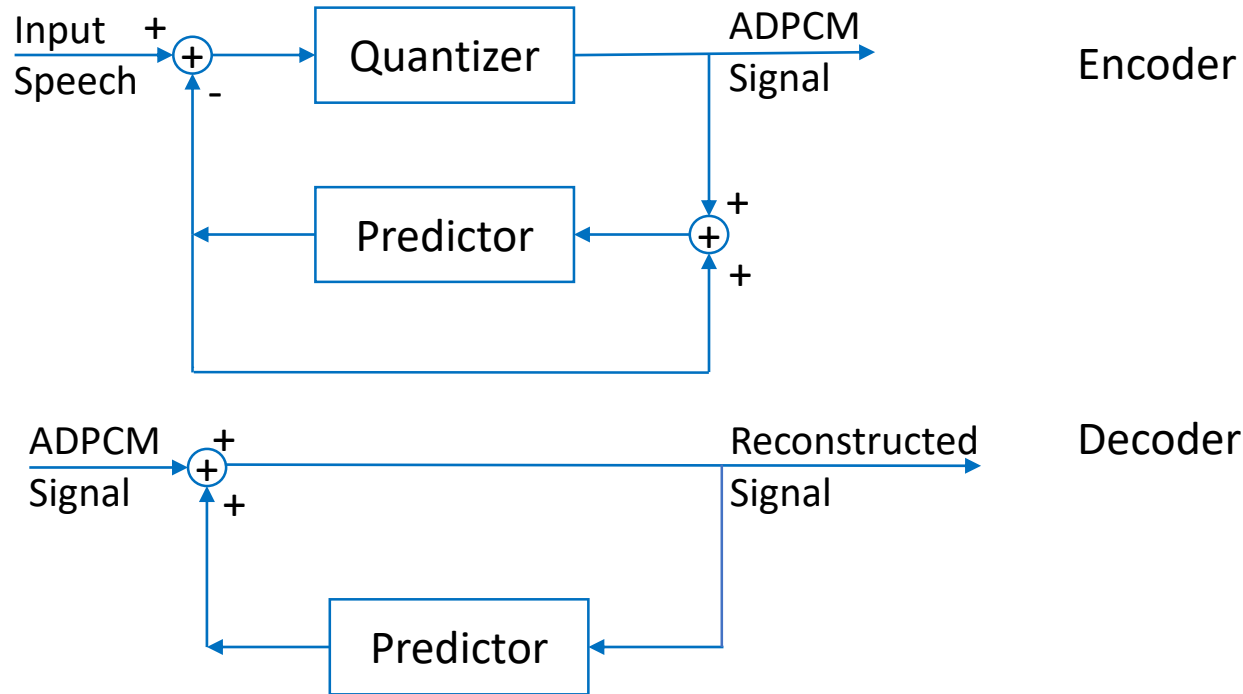 Input +
Speech
+
-
Quantizer
ADPCM
Signal
Encoder
Predictor
+
+
+
ADPCM
Signal
+
+
+
Reconstructed
Signal
Decoder
Predictor